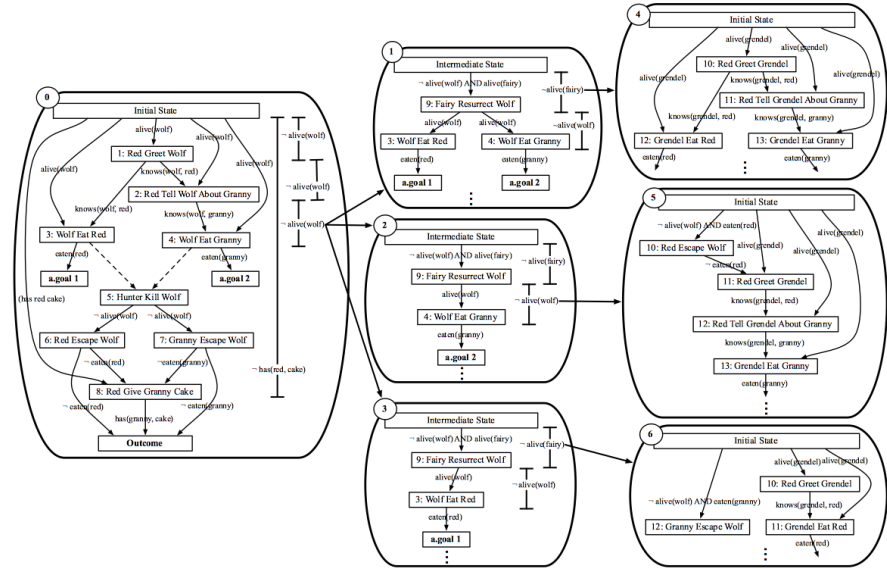 0
Initial State
alive(wolf)
alive(wolf)
1: Red Greet Wolf
alive(wolf)
alive(wolf)
knows(wolf, red)
knows(wolf, red)
2: Red Tell Wolf About Granny
knows(wolf, granny)
3: Wolf Eat Red
4: Wolf Eat Granny
eaten(red)
eaten(granny)
a.goal 1
a.goal 2
(has red cake)
5: Hunter Kill Wolf
¬ alive(wolf)
¬ alive(wolf)
6: Red Escape Wolf
7: Granny Escape Wolf
¬ eaten(red)
¬eaten(granny)
8: Red Give Granny Cake
¬ eaten(red)
has(granny, cake)
¬ eaten(granny)
Outcome
¬ alive(wolf)
¬ alive(wolf)
¬ alive(wolf)
¬ has(red, cake)
1
Intermediate State
¬ alive(wolf) AND alive(fairy)
9: Fairy Resurrect Wolf
alive(wolf)
alive(wolf)
3: Wolf Eat Red
4: Wolf Eat Granny
eaten(red)
eaten(granny)
a.goal 1
a.goal 2
¬alive(fairy)
¬alive(wolf)
2
Intermediate State
¬ alive(wolf) AND alive(fairy)
9: Fairy Resurrect Wolf
alive(wolf)
4: Wolf Eat Granny
eaten(granny)
a.goal 2
¬ alive(fairy)
¬ alive(wolf)
3
Intermediate State
¬ alive(wolf) AND alive(fairy)
9: Fairy Resurrect Wolf
alive(wolf)
3: Wolf Eat Red
eaten(red)
a.goal 1
¬ alive(fairy)
¬ alive(wolf)
4
Initial State
alive(grendel)
alive(grendel)
10: Red Greet Grendel
alive(grendel)
alive(grendel)
knows(grendel, red)
11: Red Tell Grendel About Granny
knows(grendel, red)
knows(grendel, granny)
12: Grendel Eat Red
13: Grendel Eat Granny
eaten(red)
eaten(granny)
5
Initial State
¬ alive(wolf) AND eaten(red)
10: Red Escape Wolf
alive(grendel)
alive(grendel)
alive(grendel)
¬ eaten(red)
11: Red Greet Grendel
knows(grendel, red)
12: Red Tell Grendel About Granny
knows(grendel, granny)
13: Grendel Eat Granny
eaten(granny)
6
Initial State
alive(grendel)
alive(grendel)
10: Red Greet Grendel
¬ alive(wolf) AND eaten(granny)
knows(grendel, red)
12: Granny Escape Wolf
11: Grendel Eat Red
eaten(red)